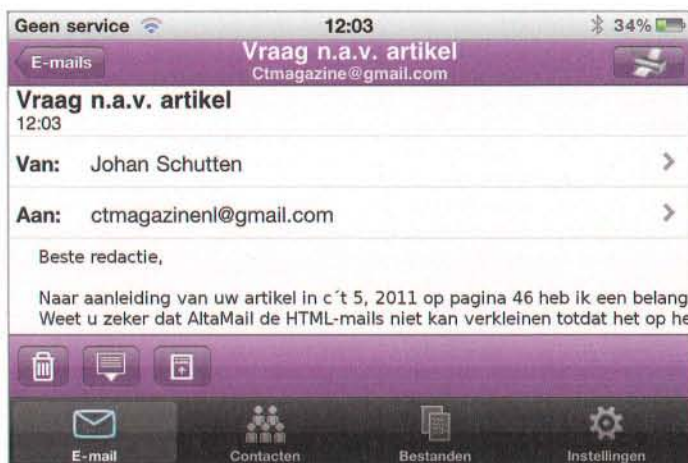 Geen service 12:03 34%
E-mails
Vraag n.a.v. artikel
Ctmagazine@gmail.com
Vraag n.a.v. artikel
12:03
Van: Johan Schutten
Aan: ctmagazinenl@gmail.com
Beste redactie,
Naar aanleiding van uw artikel in c´t 5, 2011 op pagina 46 heb ik een belang
Weet u zeker dat AltaMail de HTML-mails niet kan verkleinen totdat het op he
E-mail Contacten Bestanden Instellingen